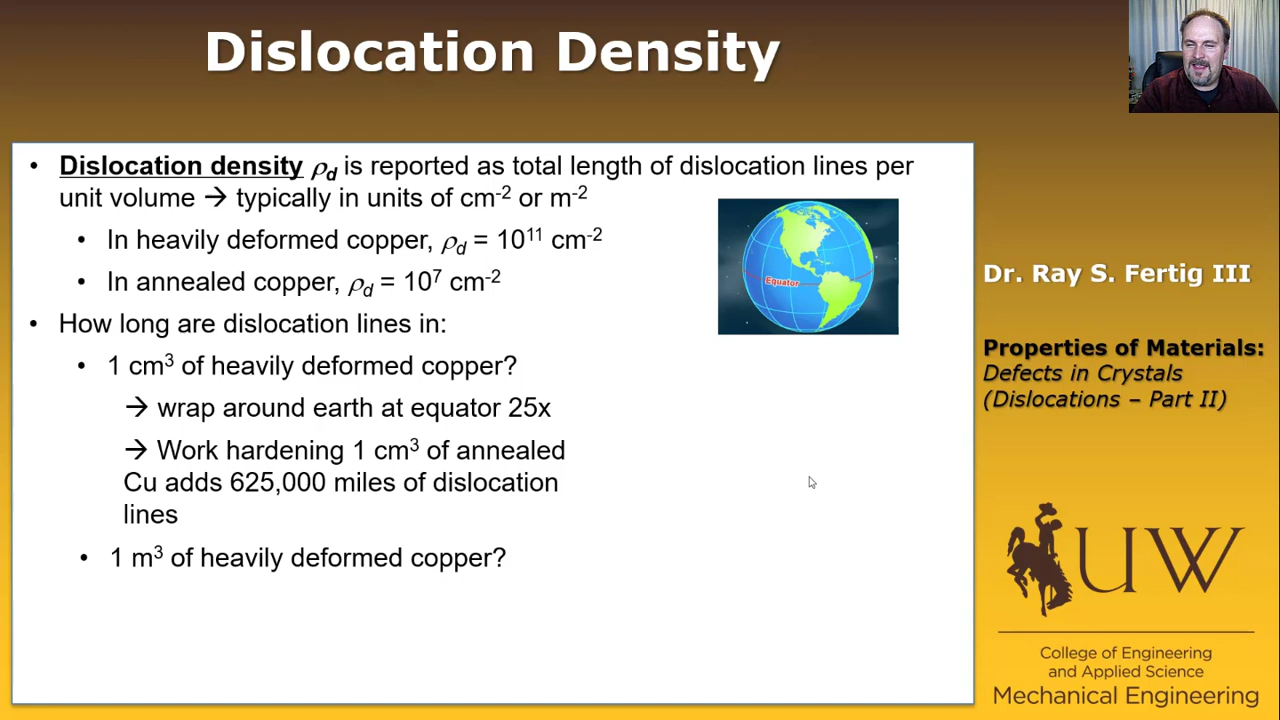 Dislocation Density
• Dislocation density ρd is reported as total length of dislocation lines per
unit volume → typically in units of cm-2 or m-2
• In heavily deformed copper, ρd = 10¹¹ cm-2
• In annealed copper, ρd = 10⁷ cm-2
• How long are dislocation lines in:
• 1 cm³ of heavily deformed copper?
→ wrap around earth at equator 25x
→ Work hardening 1 cm³ of annealed
Cu adds 625,000 miles of dislocation
lines
• 1 m³ of heavily deformed copper?
Equator
Dr. Ray S. Fertig III
Properties of Materials:
Defects in Crystals
(Dislocations – Part II)
UW
College of Engineering
and Applied Science
Mechanical Engineering